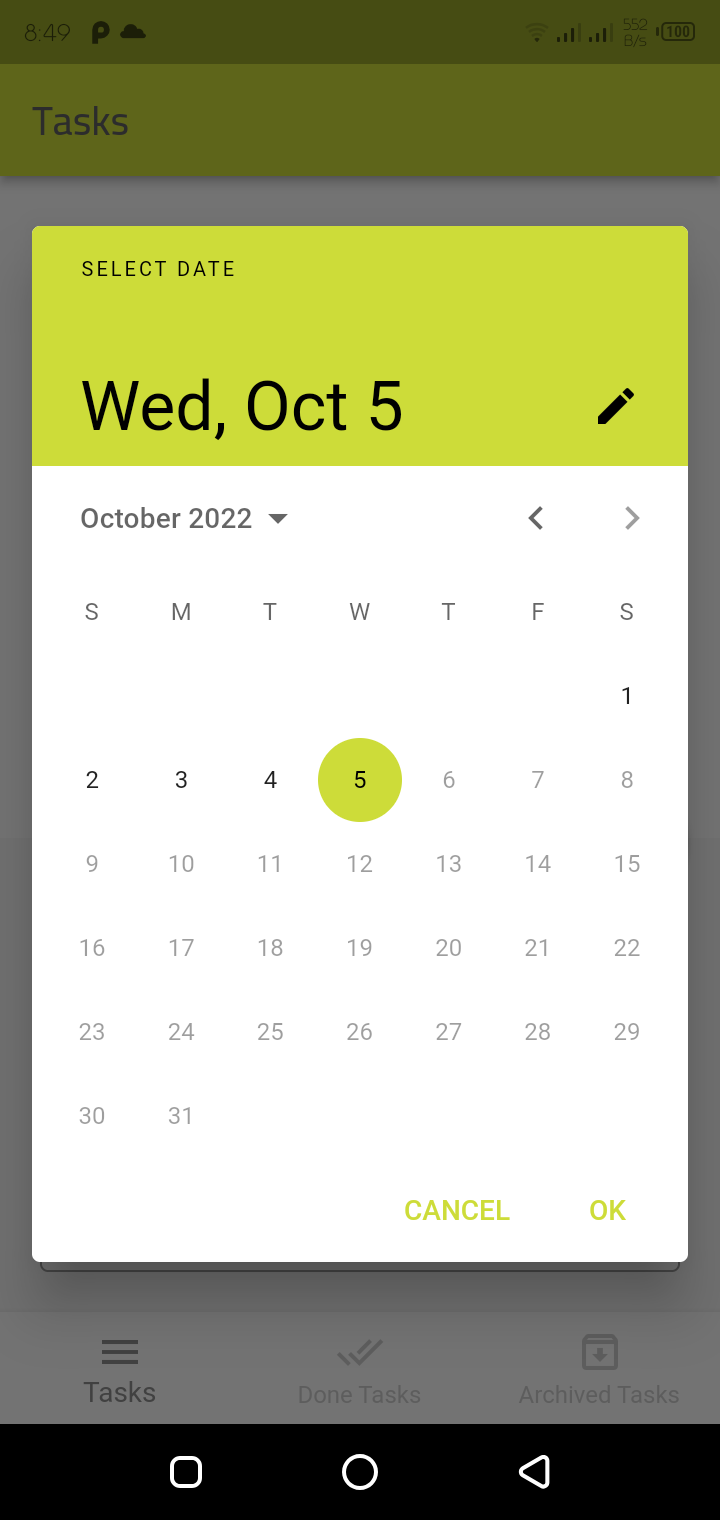 8:49 552 B/s 100
Tasks
SELECT DATE
Wed, Oct 5
October 2022
S M T W T F S
1
2 3 4 5 6 7 8
9 10 11 12 13 14 15
16 17 18 19 20 21 22
23 24 25 26 27 28 29
30 31
CANCEL OK
Tasks Done Tasks Archived Tasks